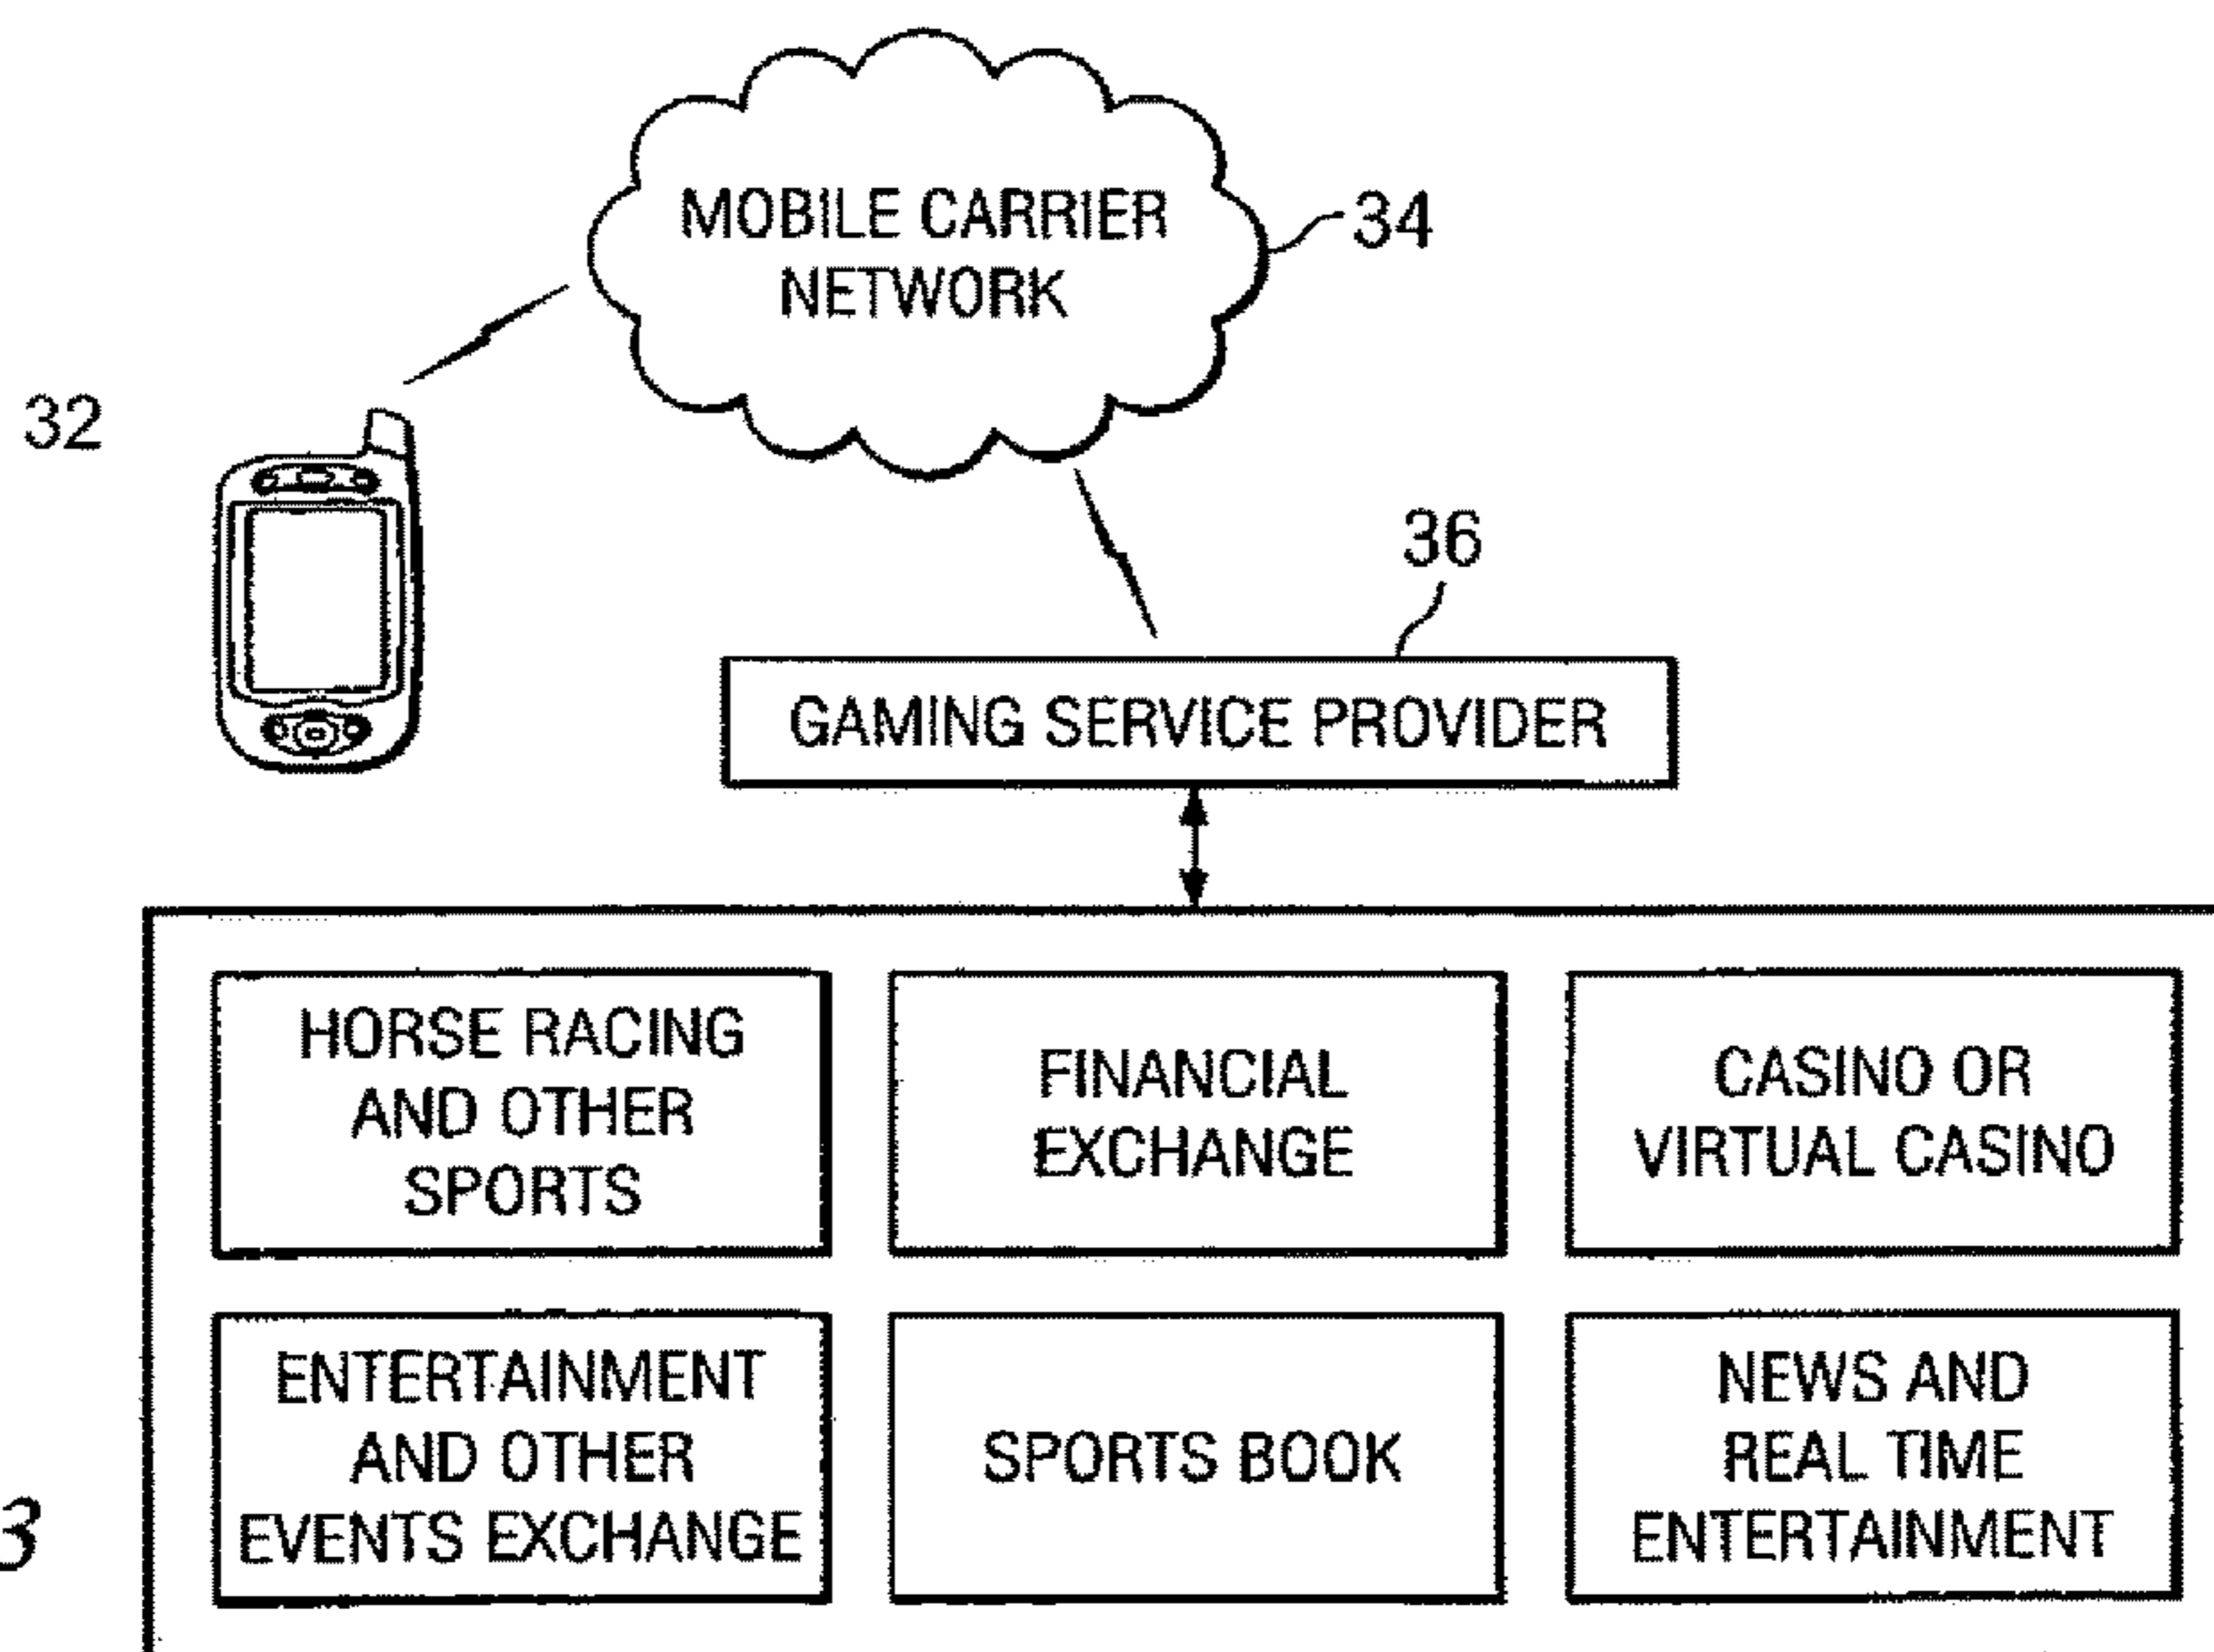 MOBILE CARRIER
NETWORK
34
32
36
GAMING SERVICE PROVIDER
HORSE RACING
AND OTHER
SPORTS
FINANCIAL
EXCHANGE
CASINO OR
VIRTUAL CASINO
ENTERTAINMENT
AND OTHER
EVENTS EXCHANGE
SPORTS BOOK
NEWS AND
REAL TIME
ENTERTAINMENT
3